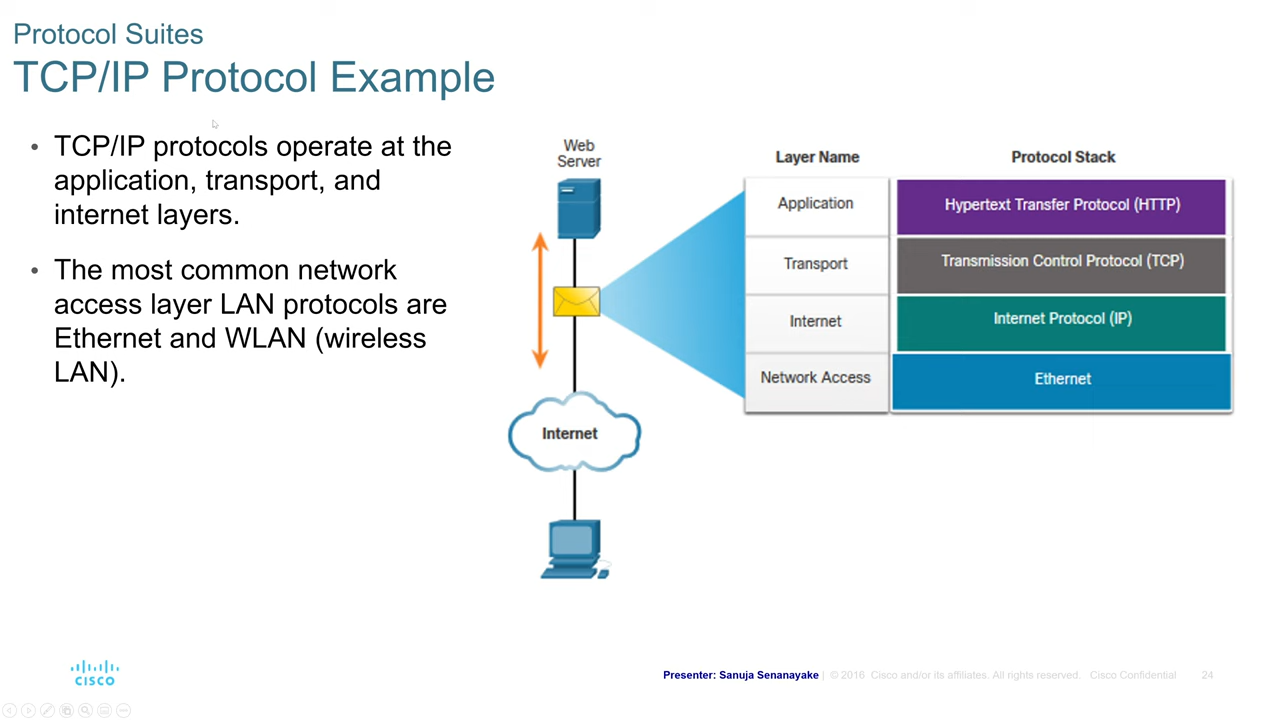 Protocol Suites
TCP/IP Protocol Example
• TCP/IP protocols operate at the
application, transport, and
internet layers.
• The most common network
access layer LAN protocols are
Ethernet and WLAN (wireless
LAN).
Web
Server
Internet
Layer Name
Protocol Stack
Application
Hypertext Transfer Protocol (HTTP)
Transport
Transmission Control Protocol (TCP)
Internet
Internet Protocol (IP)
Network Access
Ethernet
CISCO
Presenter: Sanuja Senanayake | © 2016 Cisco and/or its affiliates. All rights reserved. Cisco Confidential 24